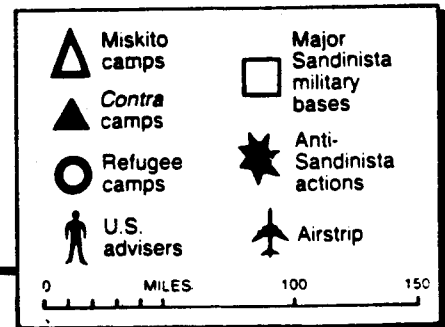 Miskito
camps
Contra
camps
Refugee
camps
U.S.
advisers
Major
Sandinista
military
bases
Anti-
Sandinista
actions
Airstrip
0 MILES 100 150